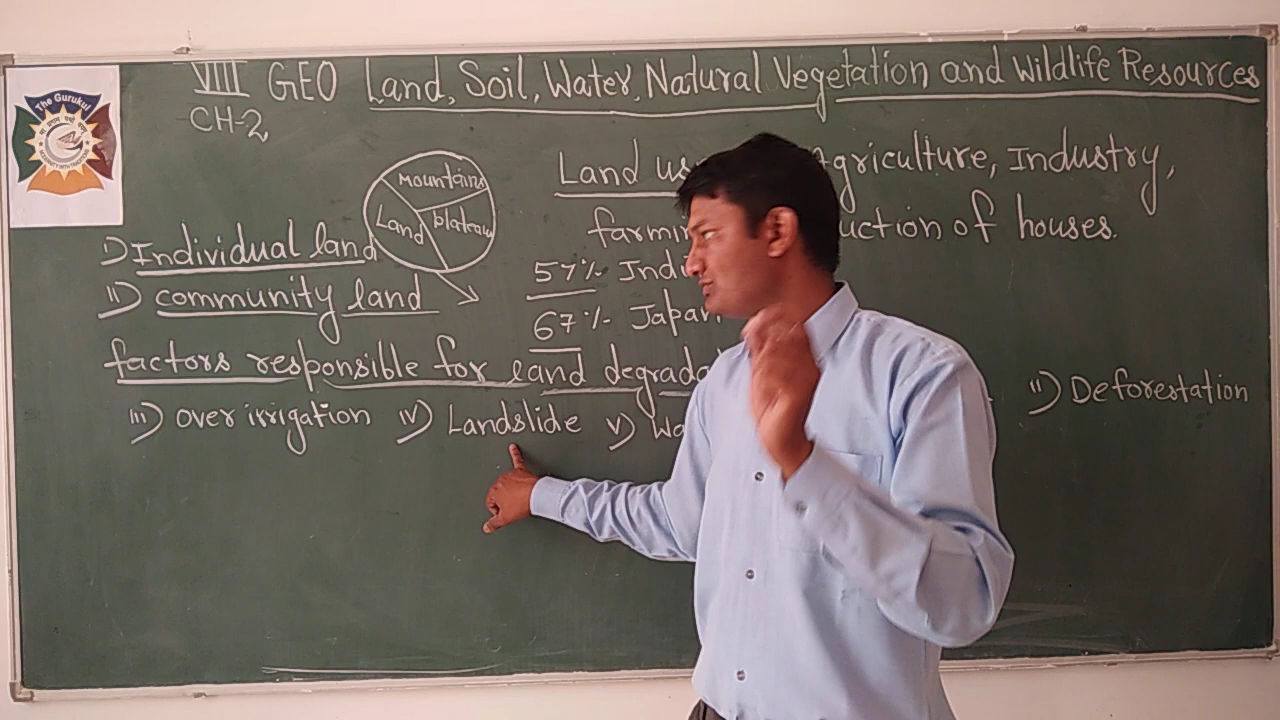 VIII GEO Land, Soil, Water, Natural Vegetation and Wildlife Resources
CH-2
The Gurukul
Mountains
Land
plateau
Land us griculture, Industry,
farmin uction of houses.
I) Individual land
II) community land
57% Indi
67% Japan
factors responsible for land degrada
II) Deforestation
III) over irrigation IV) Landslide V) Wa